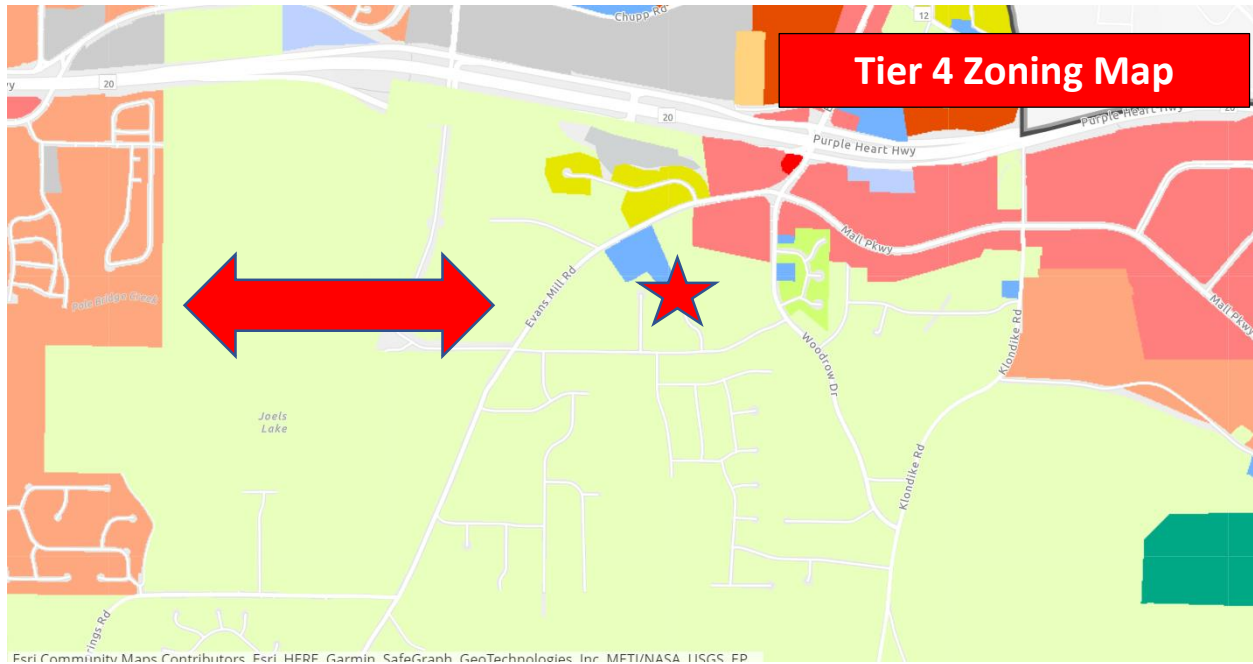 Chupp Rd
12
Tier 4 Zoning Map
20
20
Purple Heart Hwy
Purple Heart Hwy
Mall Pkwy
Evans Mill Rd
Pole Bridge Creek
Mall Pkwy
Woodrow Dr
Klondike Rd
Joels
Lake
Klondike Rd
Esri Community Maps Contributors, Esri, HERE, Garmin, SafeGraph, GeoTechnologies, Inc, METI/NASA, USGS, EP